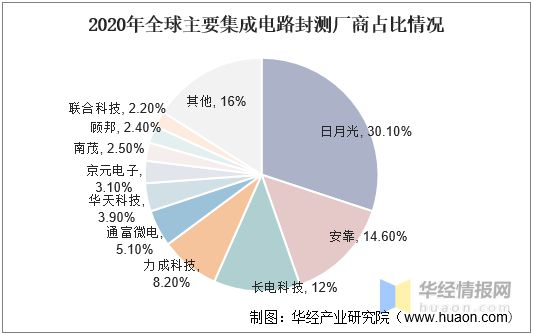 2020年全球主要集成电路封测厂商占比情况
其他, 16%
日月光, 30.10%
安靠, 14.60%
长电科技, 12%
力成科技,
8.20%
通富微电,
5.10%
华天科技,
3.90%
京元电子,
3.10%
南茂, 2.50%
颀邦, 2.40%
联合科技, 2.20%
华经情报网
huaon.com
制图：华经产业研究院（www.huaon.com）